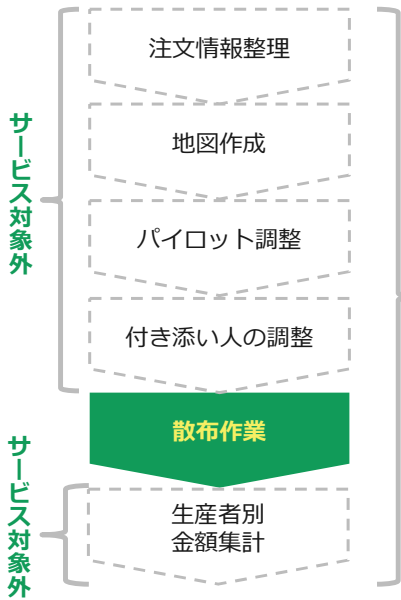 注文情報整理
地図作成
パイロット調整
付き添い人の調整
サービス対象外
散布作業
生産者別
金額集計
サービス対象外